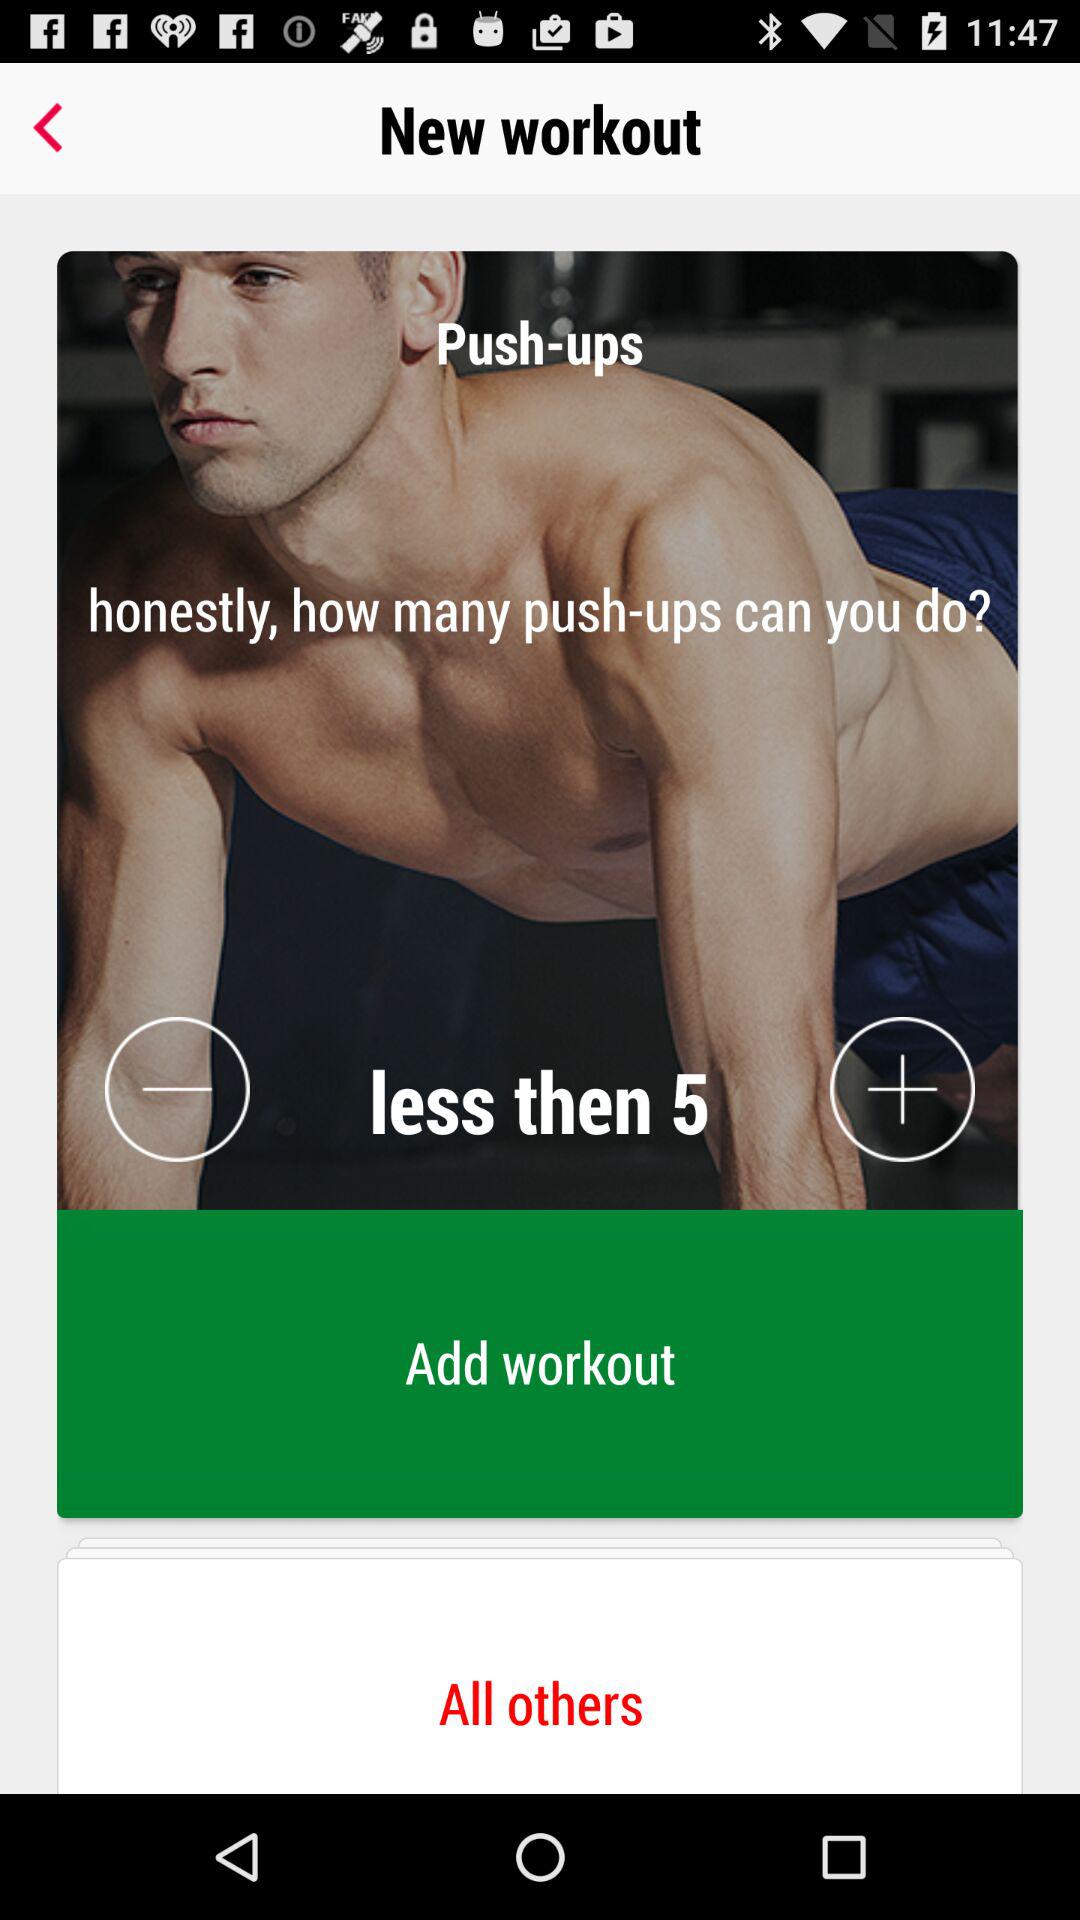 FAKE
11:47
New workout
Push-ups
honestly, how many push-ups can you do?
less then 5
Add workout
All others